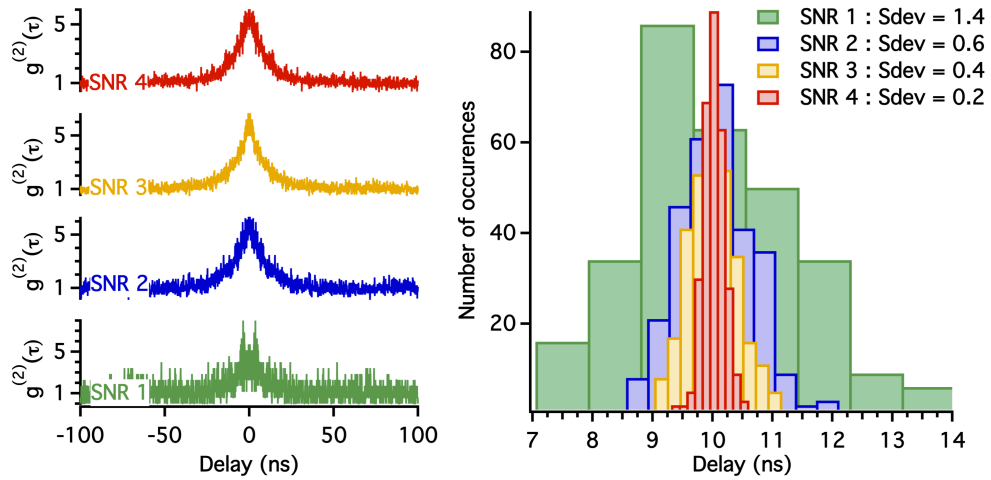 g(2)(τ)
5
1
SNR 4
g(2)(τ)
5
1
SNR 3
g(2)(τ)
5
1
SNR 2
g(2)(τ)
5
1
SNR 1
-100 -50 0 50 100
Delay (ns)
SNR 1 : Sdev = 1.4
SNR 2 : Sdev = 0.6
SNR 3 : Sdev = 0.4
SNR 4 : Sdev = 0.2
Number of occurences
80
60
40
20
7 8 9 10 11 12 13 14
Delay (ns)